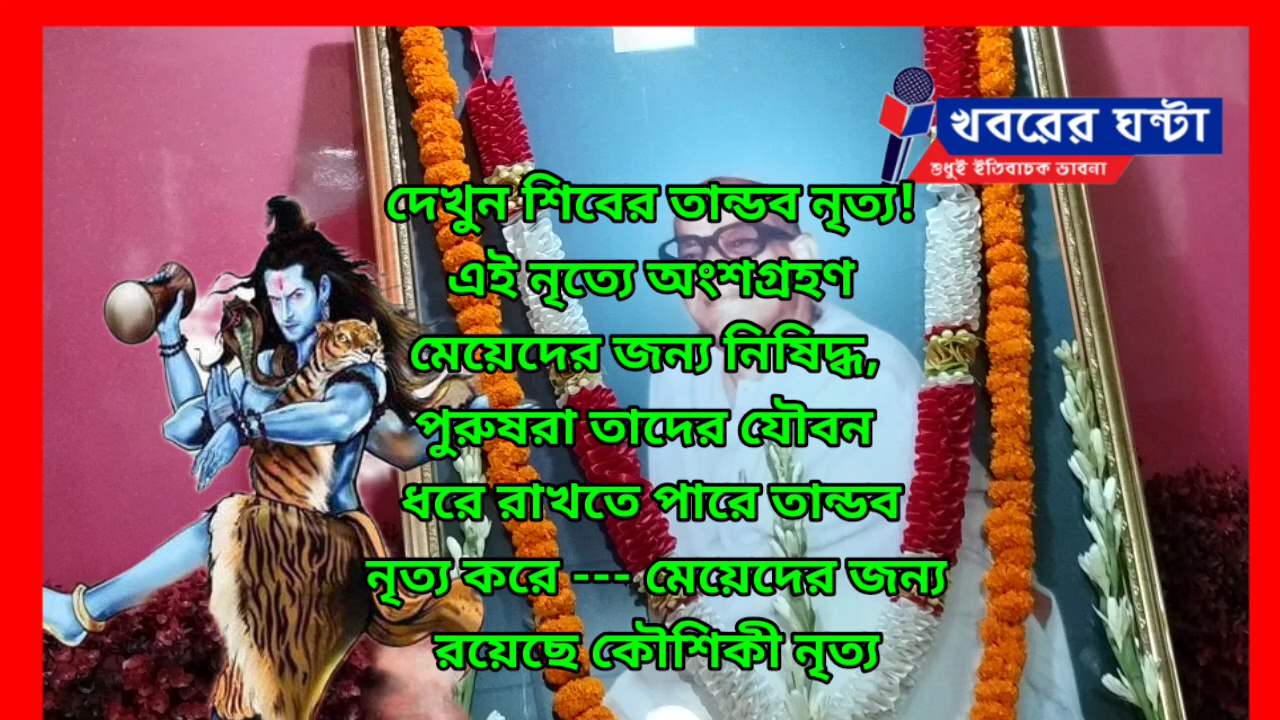 খবরের ঘন্টা
শুধুই ইতিবাচক ভাবনা
দেখুন শিবের তান্ডব নৃত্য!
এই নৃত্যে অংশগ্রহণ
মেয়েদের জন্য নিষিদ্ধ,
পুরুষরা তাদের যৌবন
ধরে রাখতে পারে তান্ডব
নৃত্য করে --- মেয়েদের জন্য
রয়েছে কৌশিকী নৃত্য